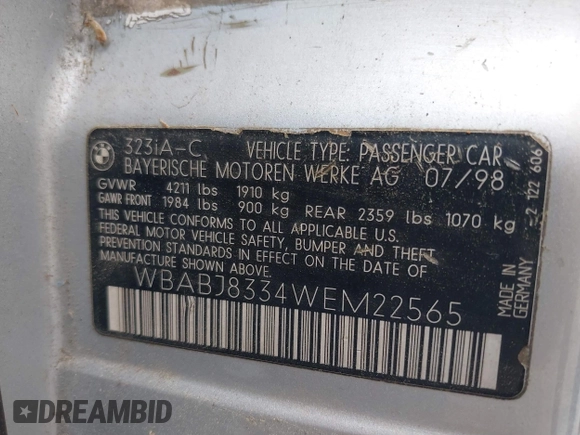 323iA-C VEHICLE TYPE: PASSENGER CAR
BAYERISCHE MOTOREN WERKE AG 07/98
GVWR 4211 lbs 1910 kg
GAWR FRONT 1984 lbs 900 kg REAR 2359 lbs 1070 kg
THIS VEHICLE CONFORMS TO ALL APPLICABLE U.S.
FEDERAL MOTOR VEHICLE SAFETY, BUMPER AND THEFT
PREVENTION STANDARDS IN EFFECT ON THE DATE OF
MANUFACTURE SHOWN ABOVE.
WBABJ8334WEM22565
MADE IN
GERMANY
2 122 606
DREAMBID